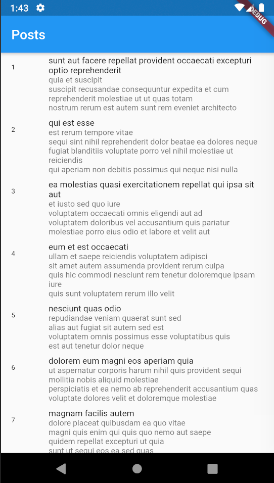 1:43
DEBUG
Posts
1
sunt aut facere repellat provident occaecati excepturi
optio reprehenderit
quia et suscipit
suscipit recusandae consequuntur expedita et cum
reprehenderit molestiae ut ut quas totam
nostrum rerum est autem sunt rem eveniet architecto
2
qui est esse
est rerum tempore vitae
sequi sint nihil reprehenderit dolor beatae ea dolores neque
fugiat blanditiis voluptate porro vel nihil molestiae ut
reiciendis
qui aperiam non debitis possimus qui neque nisi nulla
3
ea molestias quasi exercitationem repellat qui ipsa sit
aut
et iusto sed quo iure
voluptatem occaecati omnis eligendi aut ad
voluptatem doloribus vel accusantium quis pariatur
molestiae porro eius odio et labore et velit aut
4
eum et est occaecati
ullam et saepe reiciendis voluptatem adipisci
sit amet autem assumenda provident rerum culpa
quis hic commodi nesciunt rem tenetur doloremque ipsam
iure
quis sunt voluptatem rerum illo velit
5
nesciunt quas odio
repudiandae veniam quaerat sunt sed
alias aut fugiat sit autem sed est
voluptatem omnis possimus esse voluptatibus quis
est aut tenetur dolor neque
6
dolorem eum magni eos aperiam quia
ut aspernatur corporis harum nihil quis provident sequi
mollitia nobis aliquid molestiae
perspiciatis et ea nemo ab reprehenderit accusantium quas
voluptate dolores velit et doloremque molestiae
7
magnam facilis autem
dolore placeat quibusdam ea quo vitae
magni quis enim qui quis quo nemo aut saepe
quidem repellat excepturi ut quia
sunt ut sequi eos ea sed quas